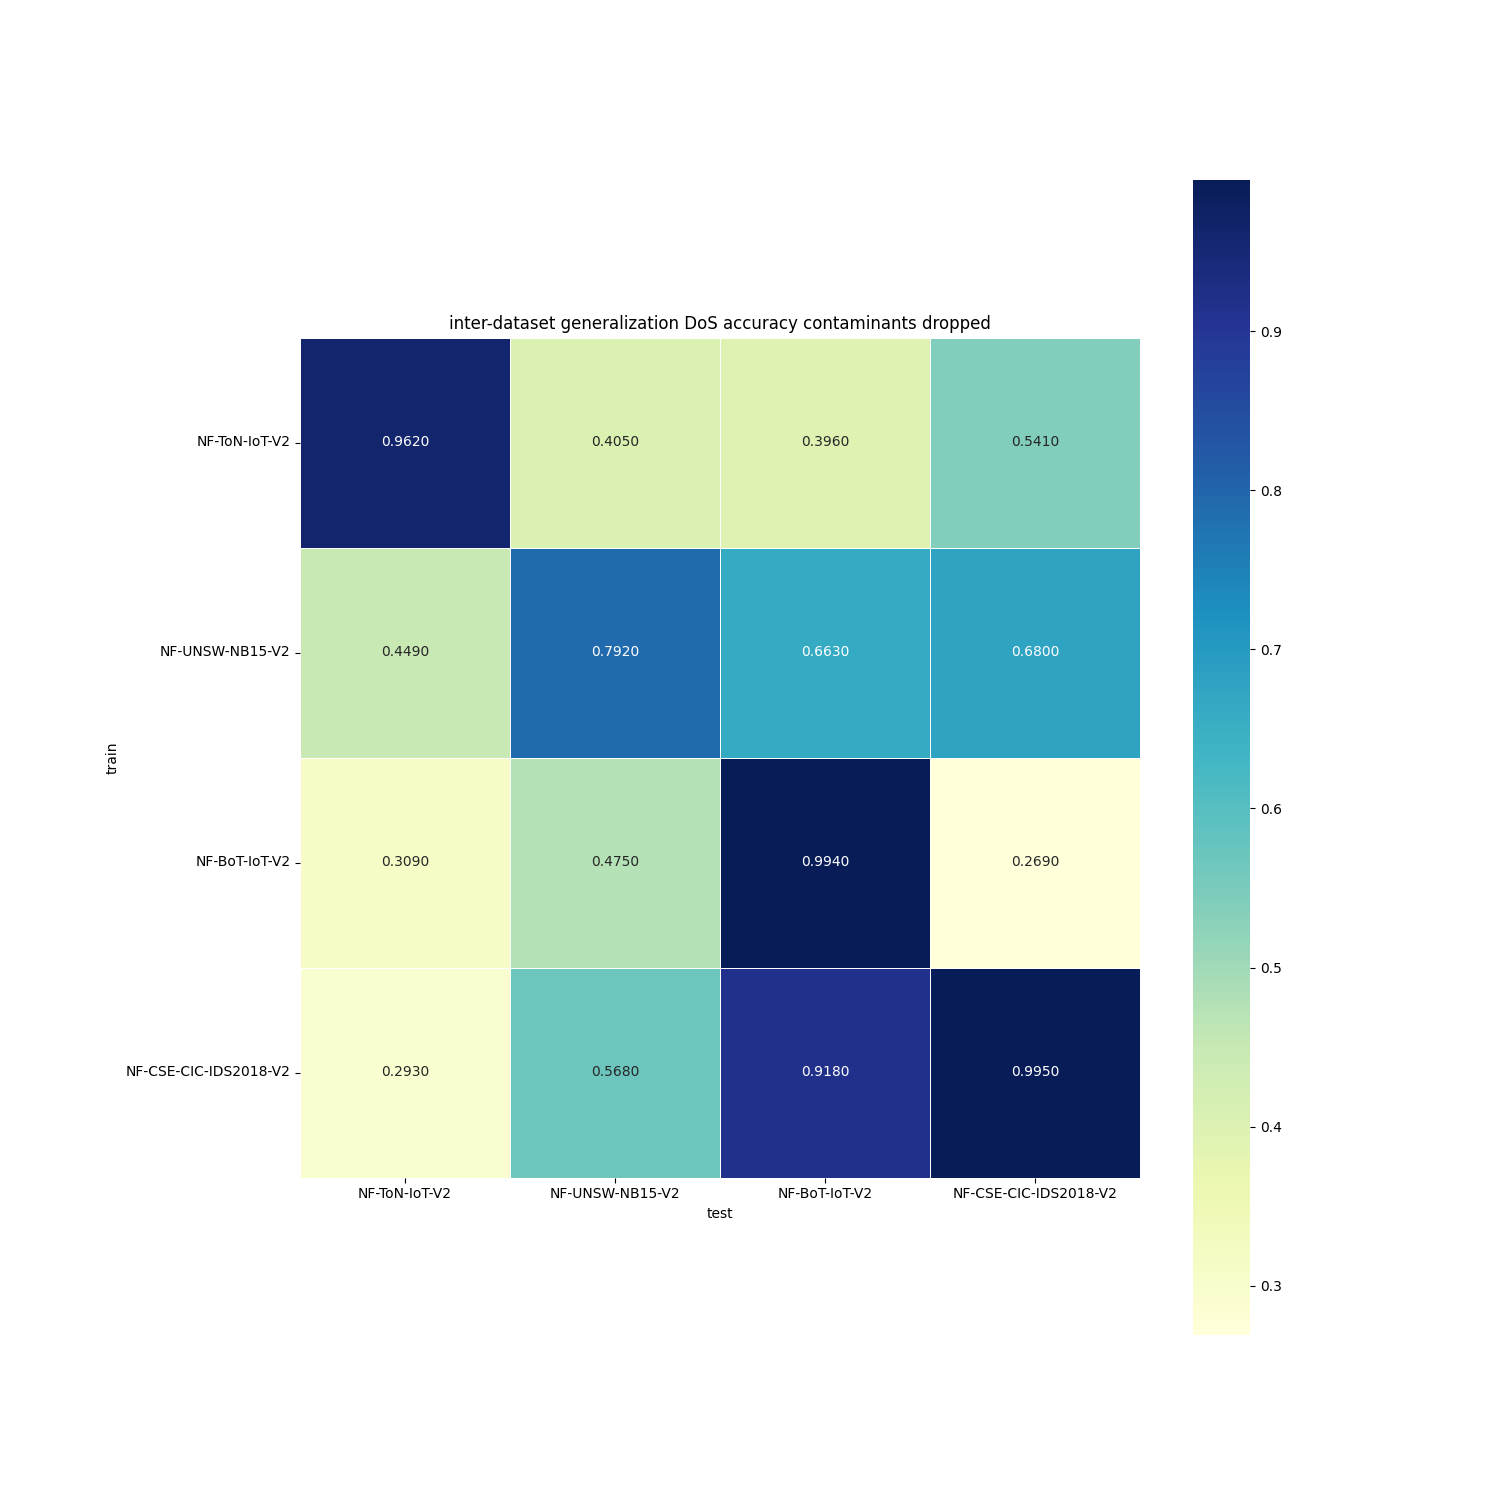 inter-dataset generalization DoS accuracy contaminants dropped
train
NF-ToN-IoT-V2
0.9620 0.4050 0.3960 0.5410
NF-UNSW-NB15-V2
0.4490 0.7920 0.6630 0.6800
NF-BoT-IoT-V2
0.3090 0.4750 0.9940 0.2690
NF-CSE-CIC-IDS2018-V2
0.2930 0.5680 0.9180 0.9950
NF-ToN-IoT-V2 NF-UNSW-NB15-V2 NF-BoT-IoT-V2 NF-CSE-CIC-IDS2018-V2
test
0.9
0.8
0.7
0.6
0.5
0.4
0.3